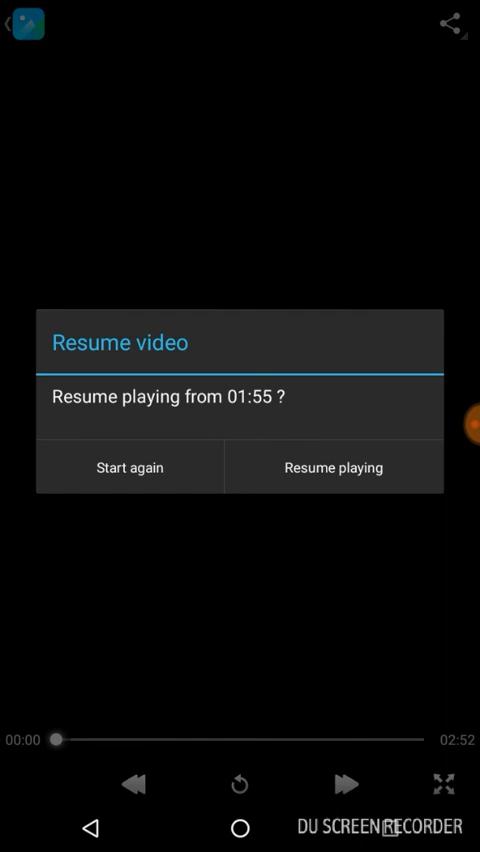 Resume video
Resume playing from 01:55 ?
Start again
Resume playing
00:00
02:52
DU SCREEN RECORDER